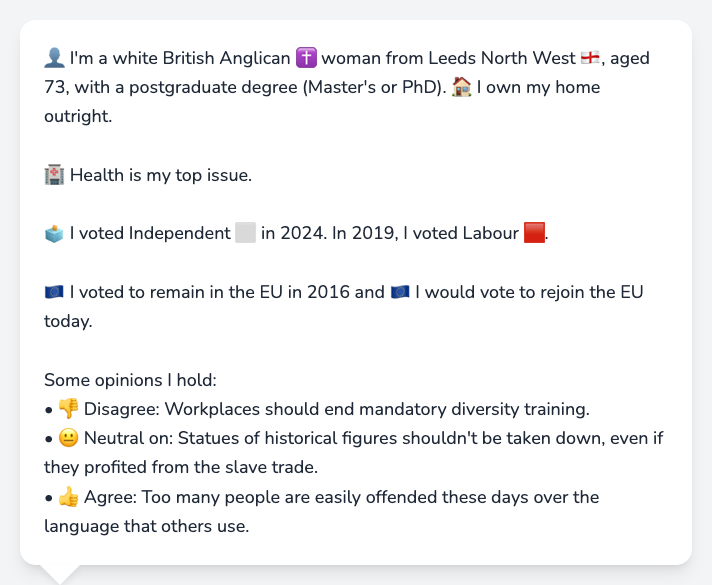 👤 I'm a white British Anglican ✝️ woman from Leeds North West 🏴󠁧󠁢󠁥󠁮󠁧󠁿, aged
73, with a postgraduate degree (Master's or PhD). 🏠 I own my home
outright.
🏥 Health is my top issue.
🗳️ I voted Independent ⬜ in 2024. In 2019, I voted Labour 🟥.
🇪🇺 I voted to remain in the EU in 2016 and 🇪🇺 I would vote to rejoin the EU
today.
Some opinions I hold:
• 👎 Disagree: Workplaces should end mandatory diversity training.
• 😐 Neutral on: Statues of historical figures shouldn't be taken down, even if
they profited from the slave trade.
• 👍 Agree: Too many people are easily offended these days over the
language that others use.